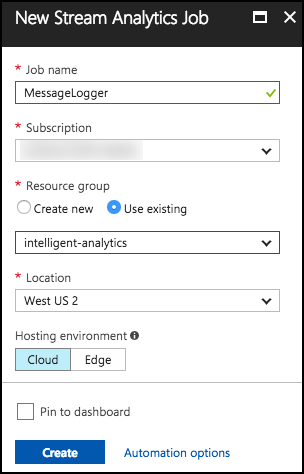 New Stream Analytics Job
* Job name
MessageLogger
* Subscription
* Resource group
Create new Use existing
intelligent-analytics
* Location
West US 2
Hosting environment
Cloud Edge
Pin to dashboard
Create Automation options